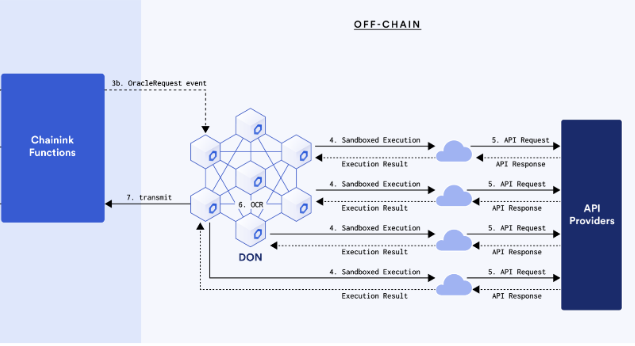 OFF-CHAIN
3b. OracleRequest event
Chainink
Functions
4. Sandboxed Execution
5. API Request
Execution Result
API Response
4. Sandboxed Execution
5. API Request
Execution Result
API Response
7. transmit
6. OCR
API
Providers
4. Sandboxed Execution
5. API Request
Execution Result
API Response
DON
4. Sandboxed Execution
5. API Request
Execution Result
API Response